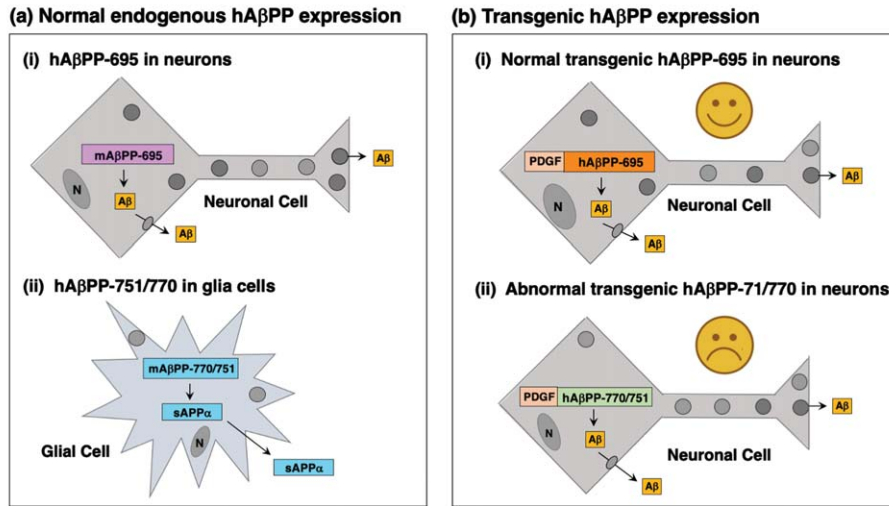 (a) Normal endogenous hAβPP expression
(i) hAβPP-695 in neurons
mAβPP-695
N
Aβ
Aβ
Aβ
Neuronal Cell
(ii) hAβPP-751/770 in glia cells
mAβPP-770/751
sAPPα
N
Glial Cell
sAPPα
(b) Transgenic hAβPP expression
(i) Normal transgenic hAβPP-695 in neurons
PDGF hAβPP-695
Aβ
N
Aβ
Aβ
Neuronal Cell
(ii) Abnormal transgenic hAβPP-71/770 in neurons
PDGF hAβPP-770/751
Aβ
N
Aβ
Neuronal Cell
Aβ